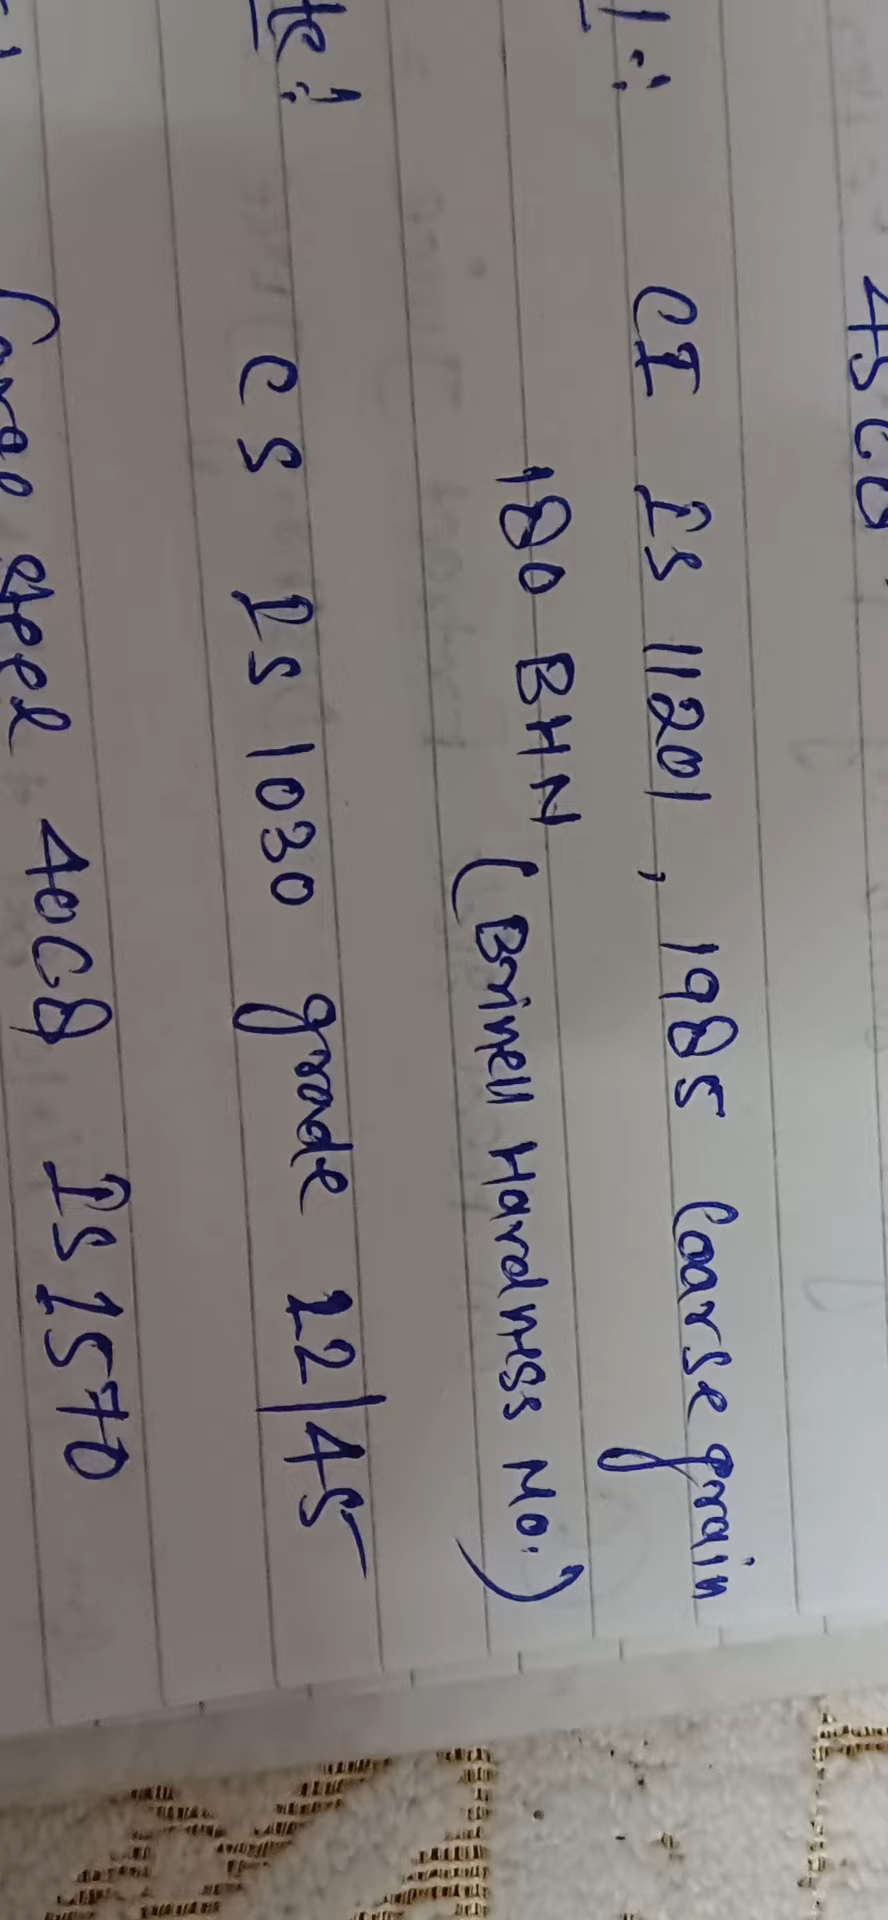 45C8
CI IS 11201, 1985 Coarse grain
180 BHN (Brinell Hardness No.)
CS IS 1030 grade 22|45
steel 40C8 IS 1570